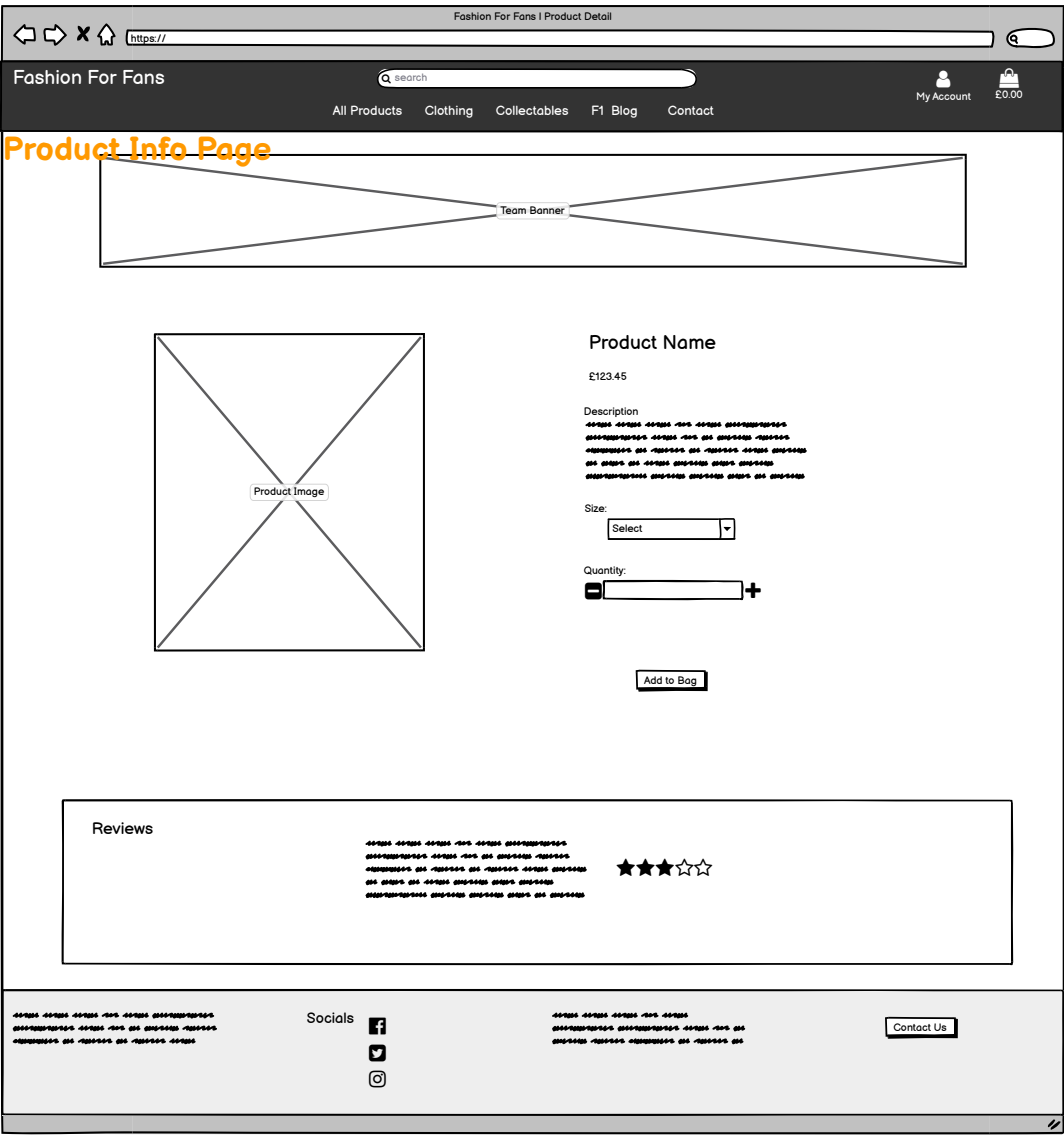 Fashion For Fans I Product Detail
https://
Fashion For Fans
search
My Account
£0.00
All Products Clothing Collectables F1 Blog Contact
Product Info Page
Team Banner
Product Name
£123.45
Description
Size:
Select
Product Image
Quantity:
Add to Bag
Reviews
Socials
Contact Us